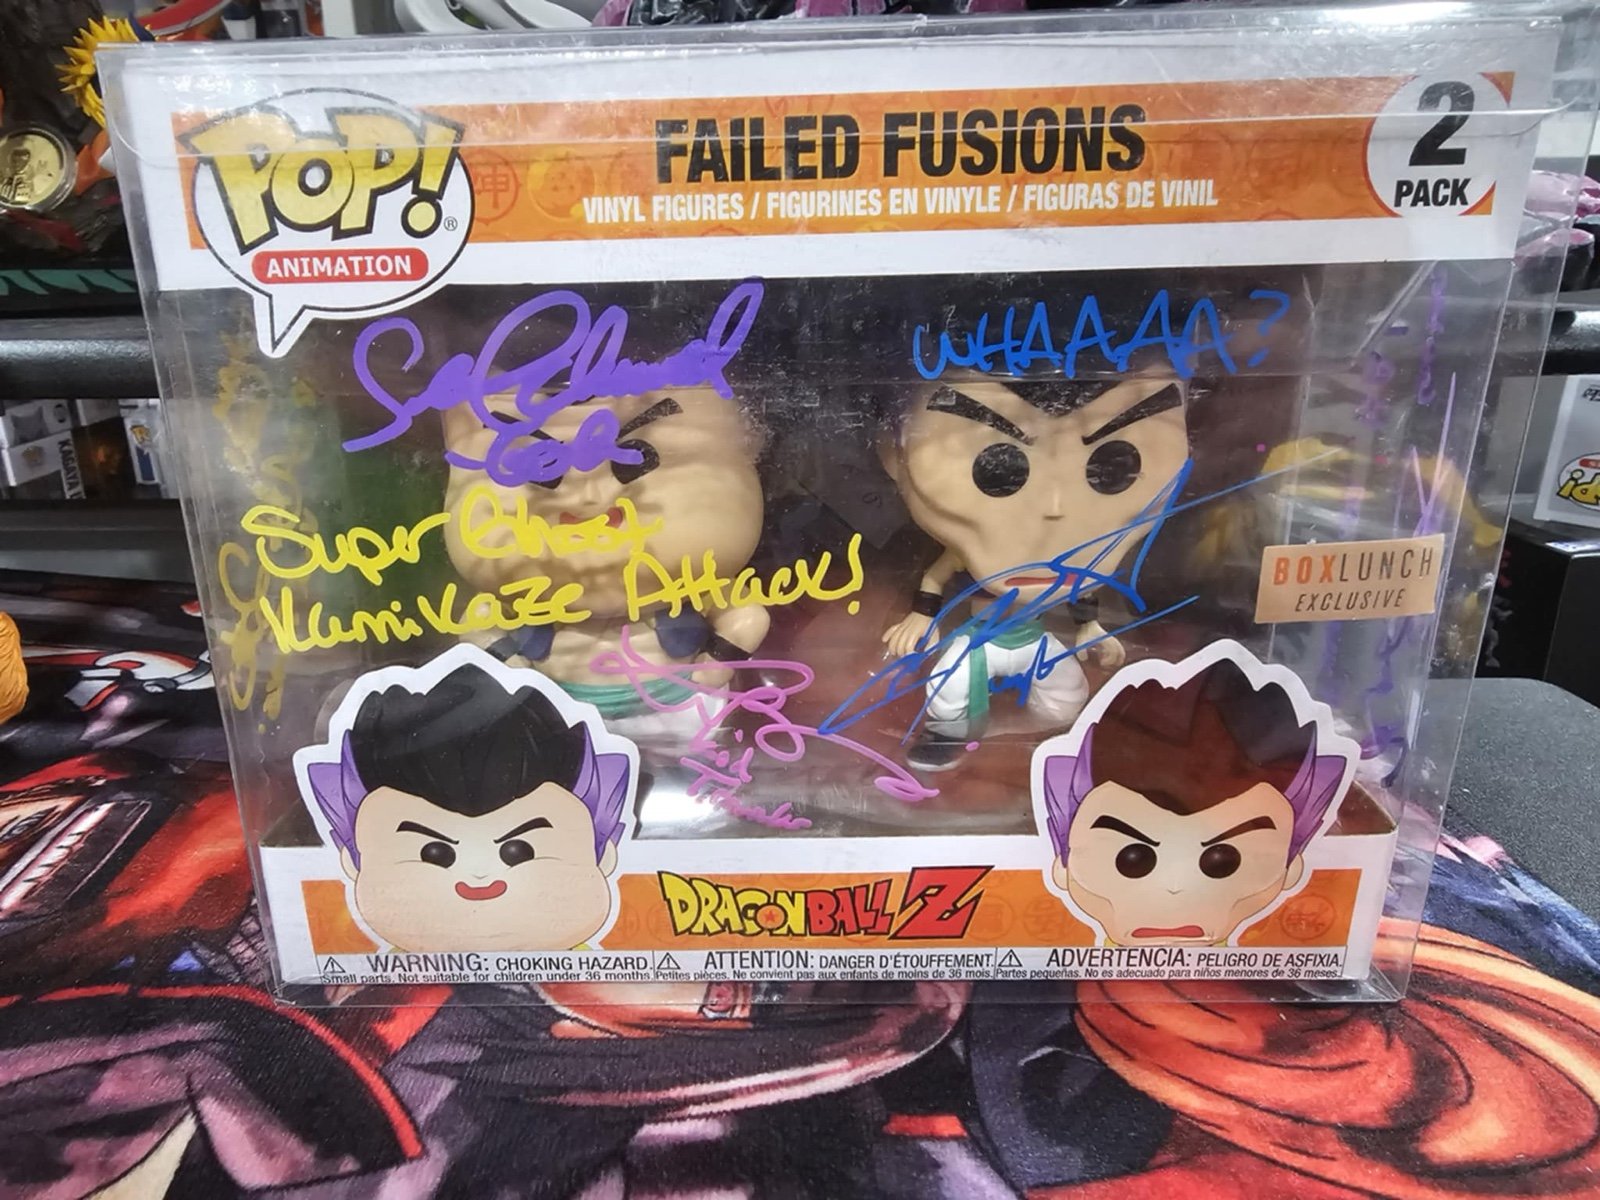 POP!
®
ANIMATION
FAILED FUSIONS
VINYL FIGURES / FIGURINES EN VINYLE / FIGURAS DE VINIL
2
PACK
WHAAAA?
Super Ghost
Kamikaze Attack!
BOXLUNCH
EXCLUSIVE
Kid
Trunks
DRAGONBALL Z
⚠ WARNING: CHOKING HAZARD.
Small parts. Not suitable for children under 36 months.
⚠ ATTENTION: DANGER D'ÉTOUFFEMENT.
Petites pièces. Ne convient pas aux enfants de moins de 36 mois.
⚠ ADVERTENCIA: PELIGRO DE ASFIXIA.
Partes pequeñas. No es adecuado para niños menores de 36 meses.